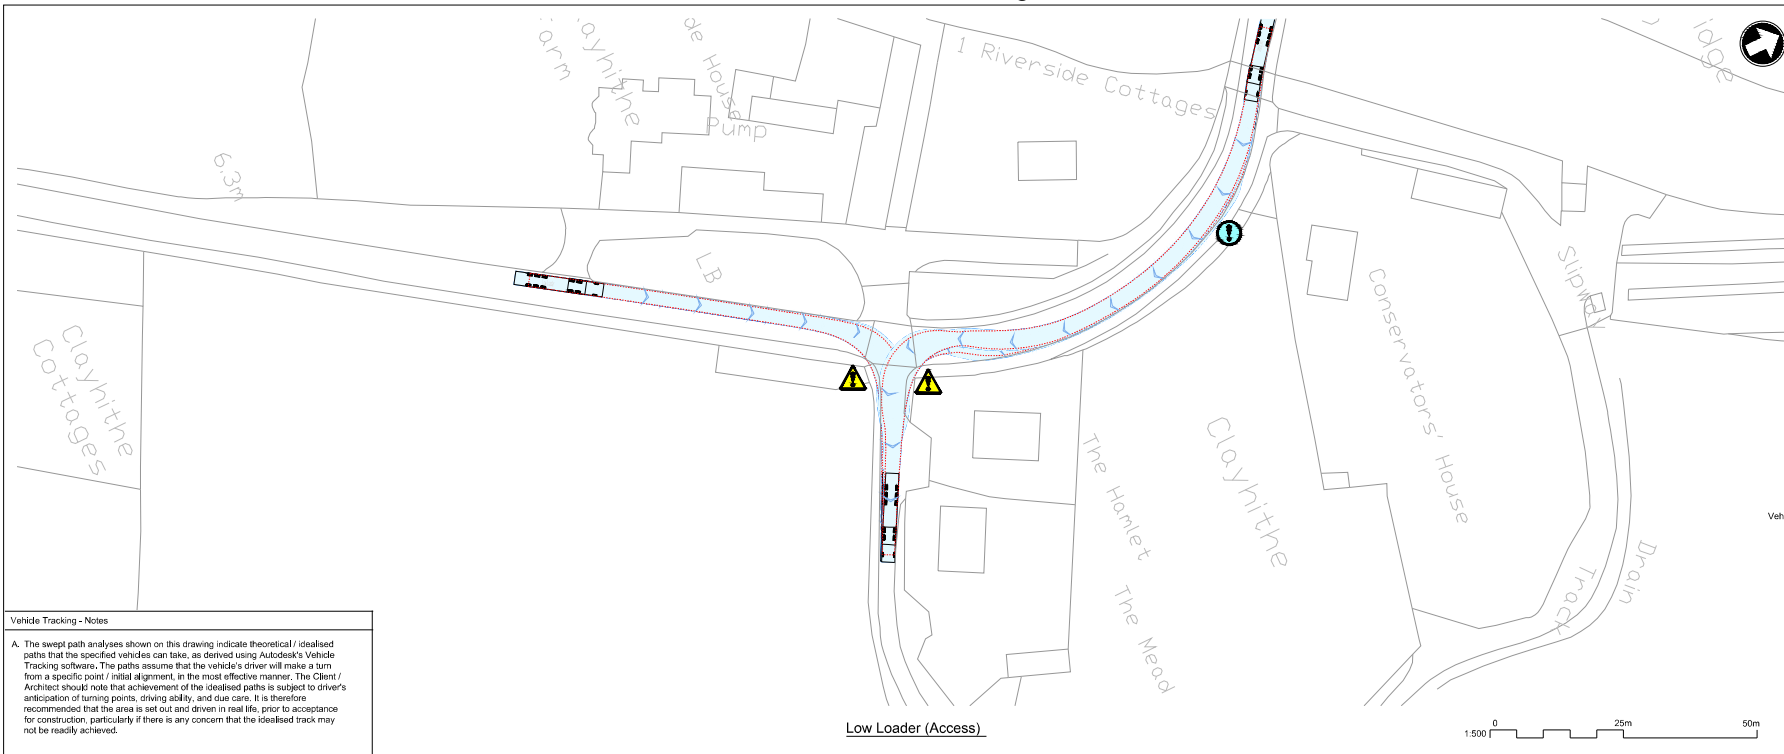 1 Riverside Cottages
Pump
6.3m
LB
Slipway
Conservators' House
Clayhithe
Cottages
The Hamlet
Clayhithe
The Mead
Track
Drain
Veh
Vehicle Tracking - Notes
A. The swept path analyses shown on this drawing indicate theoretical / idealised
paths that the specified vehicles can take, as derived using Autodesk's Vehicle
Tracking software. The paths assume that the vehicle's driver will make a turn
from a specific point / initial alignment, in the most effective manner. The Client /
Architect should note that achievement of the idealised paths is subject to driver's
anticipation of turning points, driving ability, and due care. It is therefore
recommended that the area is set out and driven in real life, prior to acceptance
for construction, particularly if there is any concern that the idealised track may
not be readily achieved.
Low Loader (Access)
1:500
0 25m 50m